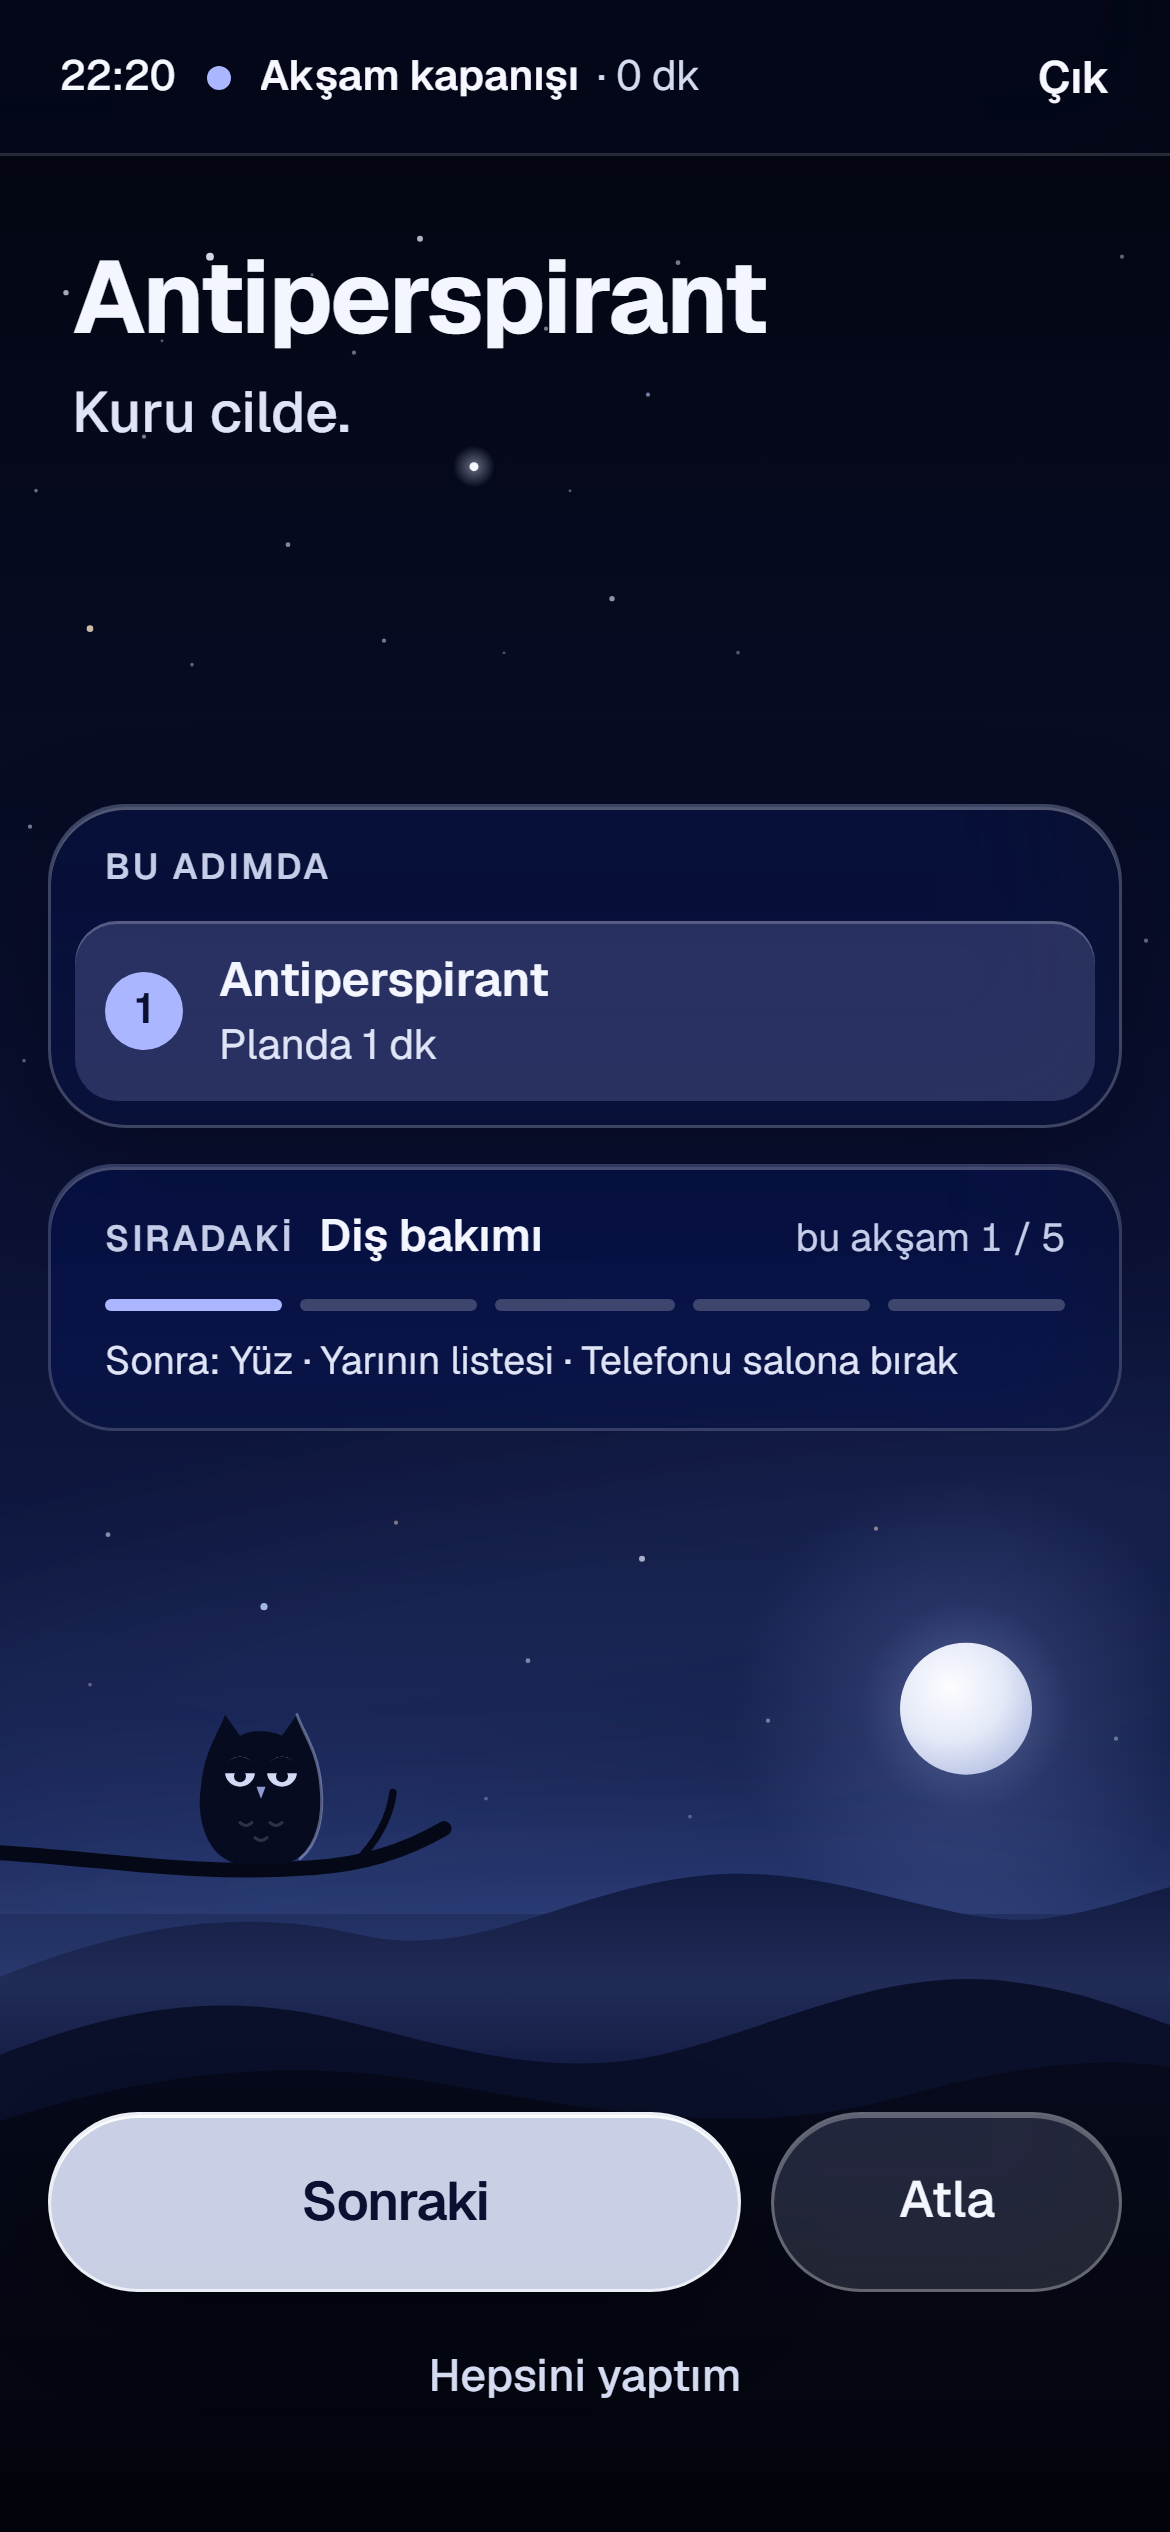 22:20 Akşam kapanışı · 0 dk Çık
Antiperspirant
Kuru cilde.
BU ADIMDA
1 Antiperspirant
Planda 1 dk
SIRADAKİ Diş bakımı bu akşam 1 / 5
Sonra: Yüz · Yarının listesi · Telefonu salona bırak
Sonraki Atla
Hepsini yaptım